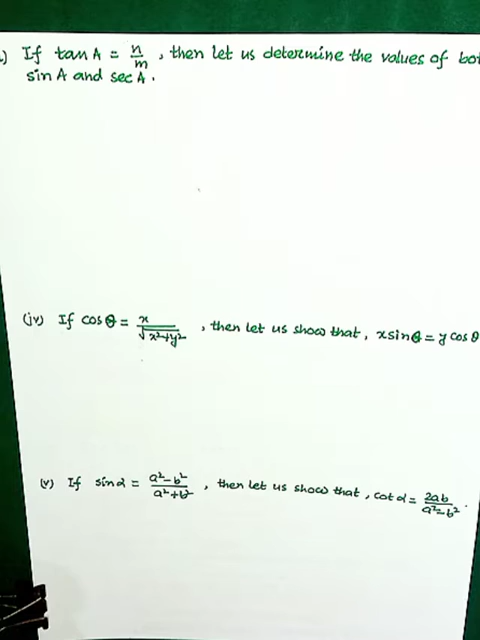 ) If tan A = n/m , then let us determine the values of
sin A and sec A .
(iv) If cos θ = x/√x²+y² , then let us show that , x sin θ = y cos θ
(v) If sin α = a²-b²/a²+b² , then let us show that , cot α = 2ab/a²-b² .